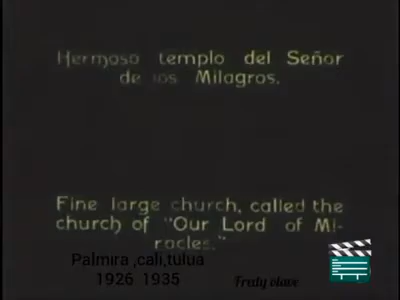 Hermoso templo del Señor
de los Milagros.
Fine large church, called the
church of "Our Lord of Mi-
racles."
Palmira ,cali,tulua
1926 1935
Fredy olave